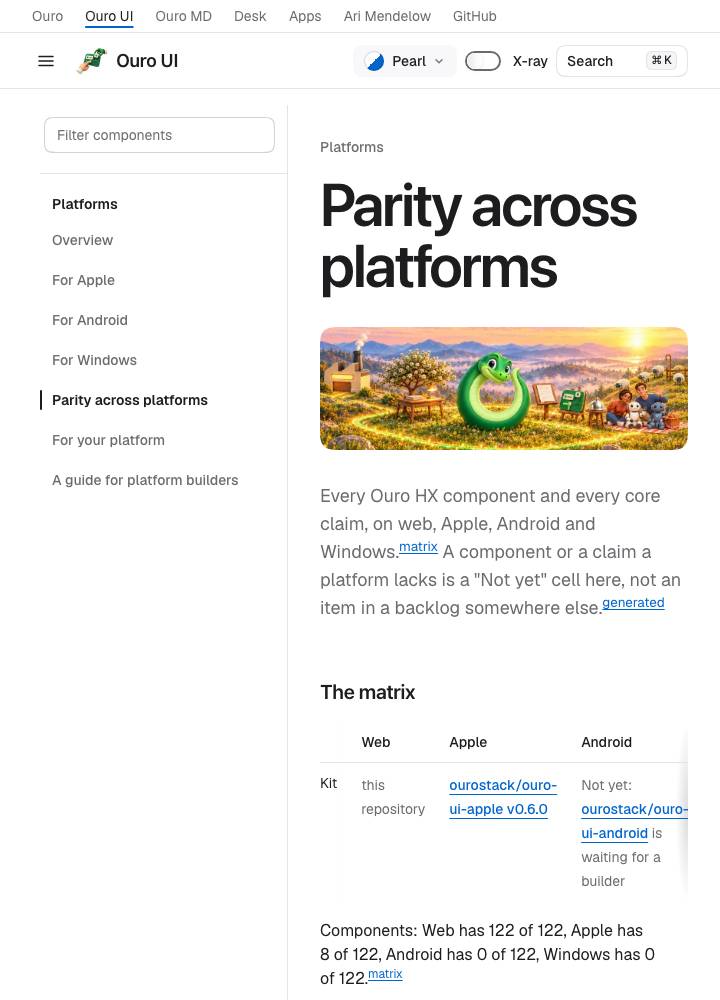 Ouro Ouro UI Ouro MD Desk Apps Ari Mendelow GitHub
Ouro UI Pearl X-ray Search ⌘ K
Filter components
Platforms
Overview
For Apple
For Android
For Windows
Parity across platforms
For your platform
A guide for platform builders
Platforms
Parity across
platforms
Every Ouro HX component and every core
claim, on web, Apple, Android and
Windows.matrix A component or a claim a
platform lacks is a "Not yet" cell here, not an
item in a backlog somewhere else.generated
The matrix
Web Apple Android
Kit this repository ourostack/ouro-ui-apple v0.6.0 Not yet: ourostack/ouro-ui-android is waiting for a builder
Components: Web has 122 of 122, Apple has
8 of 122, Android has 0 of 122, Windows has 0
of 122.matrix